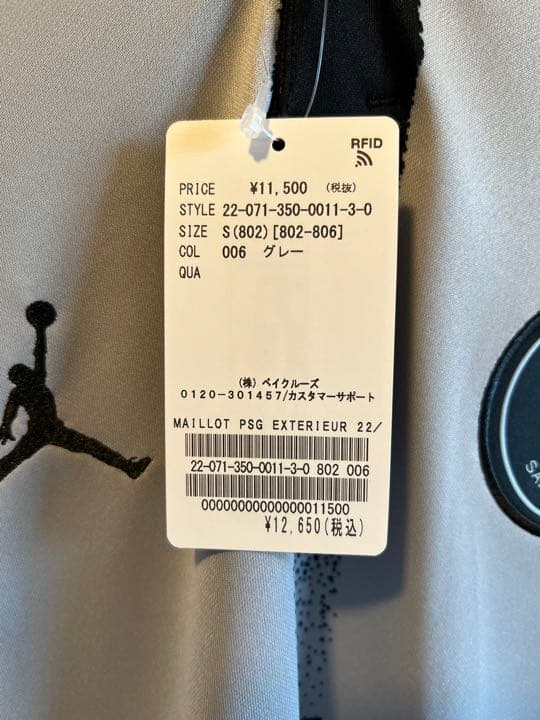 RFID
PRICE ¥11,500 (税抜)
STYLE 22-071-350-0011-3-0
SIZE S(802)[802-806]
COL 006 グレー
QUA
(株) ベイクルーズ
0120-301457/カスタマーサポート
MAILLOT PSG EXTERIEUR 22/
22-071-350-0011-3-0 802 006
00000000000000011500
¥12,650(税込)